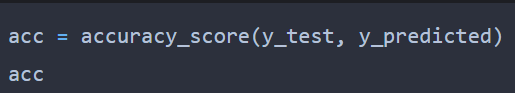 acc = accuracy_score(y_test, y_predicted)
acc